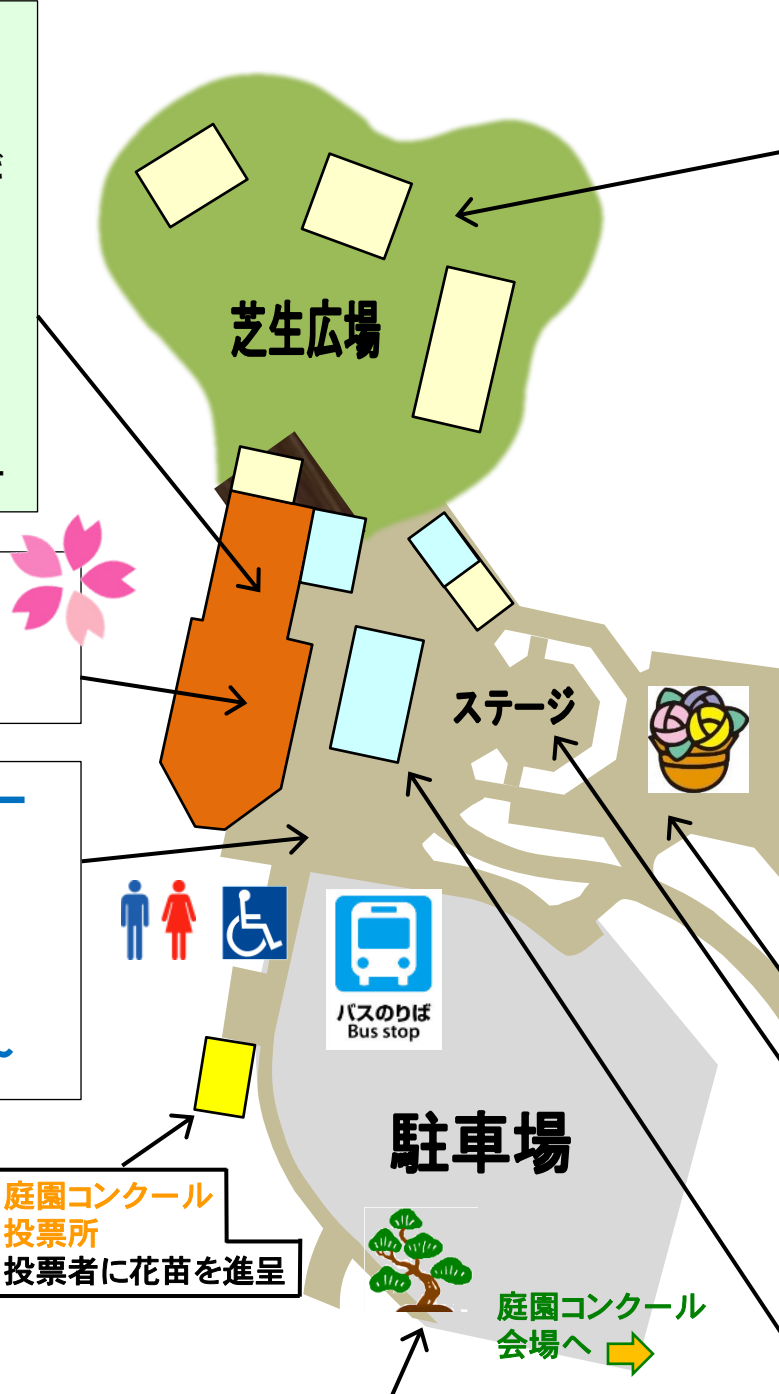 芝生広場
ステージ
バスのりば
Bus stop
駐車場
庭園コンクール
投票所
投票者に花苗を進呈
庭園コンクール
会場へ